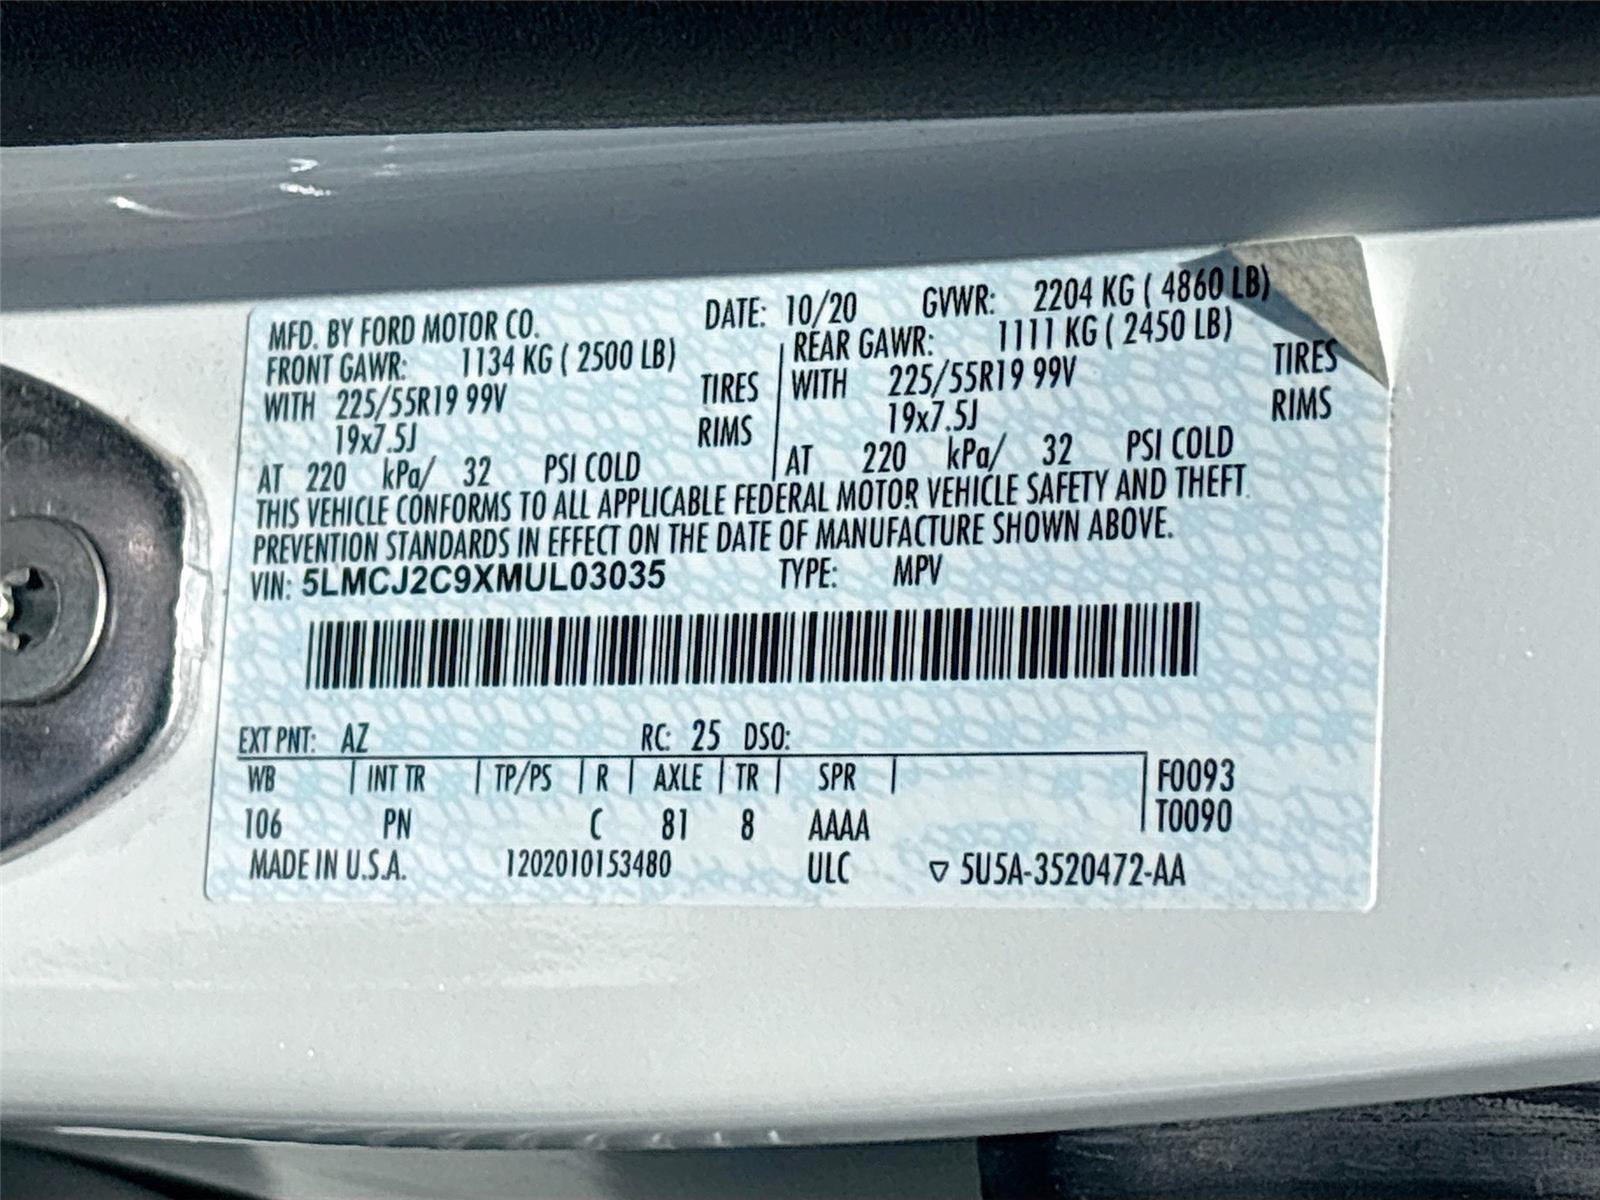 MFD. BY FORD MOTOR CO. DATE: 10/20 GVWR: 2204 KG ( 4860 LB)
FRONT GAWR: 1134 KG ( 2500 LB) REAR GAWR: 1111 KG ( 2450 LB)
WITH 225/55R19 99V TIRES WITH 225/55R19 99V TIRES
19x7.5J RIMS 19x7.5J RIMS
AT 220 kPa/ 32 PSI COLD AT 220 kPa/ 32 PSI COLD
THIS VEHICLE CONFORMS TO ALL APPLICABLE FEDERAL MOTOR VEHICLE SAFETY AND THEFT
PREVENTION STANDARDS IN EFFECT ON THE DATE OF MANUFACTURE SHOWN ABOVE.
VIN: 5LMCJ2C9XMUL03035 TYPE: MPV
EXT PNT: AZ RC: 25 DSO:
WB | INT TR | TP/PS | R | AXLE | TR | SPR | F0093
106 PN C 81 8 AAAA T0090
MADE IN U.S.A. 1202010153480 ULC ▽ 5U5A-3520472-AA